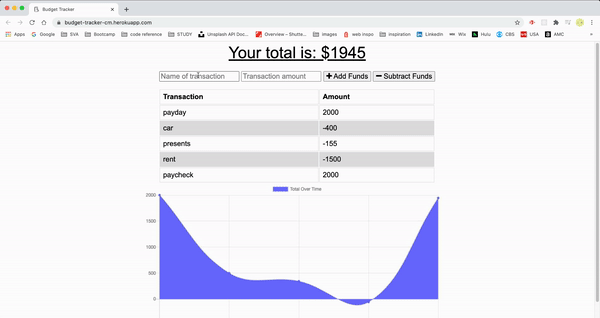 Budget Tracker
budget-tracker-cm.herokuapp.com
Apps
Google
SVA
Bootcamp
code reference
STUDY
Unsplash API Doc...
Overview - Shutte...
images
web inspo
inspiration
LinkedIn
Wix
Hulu
CBS
USA
AMC
Your total is: $1945
Name of transaction
Transaction amount
Add Funds
Subtract Funds
Transaction Amount
payday 2000
car -400
presents -155
rent -1500
paycheck 2000
Total Over Time
2000
1500
1000
500
0